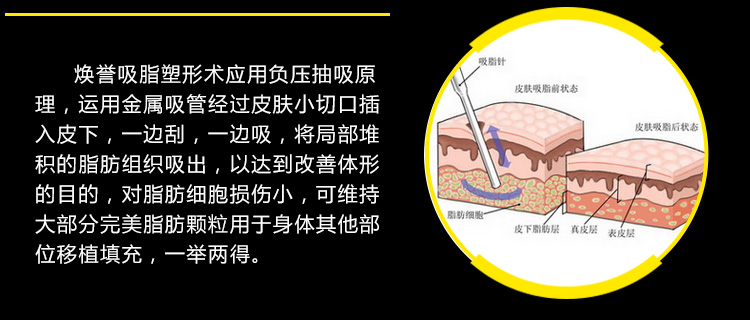 焕誉吸脂塑形术应用负压抽吸原
理，运用金属吸管经过皮肤小切口插
入皮下，一边刮，一边吸，将局部堆
积的脂肪组织吸出，以达到改善体形
的目的，对脂肪细胞损伤小，可维持
大部分完美脂肪颗粒用于身体其他部
位移植填充，一举两得。
吸脂针
皮肤吸脂前状态
皮肤吸脂后状态
脂肪细胞
皮下脂肪层
真皮层
表皮层